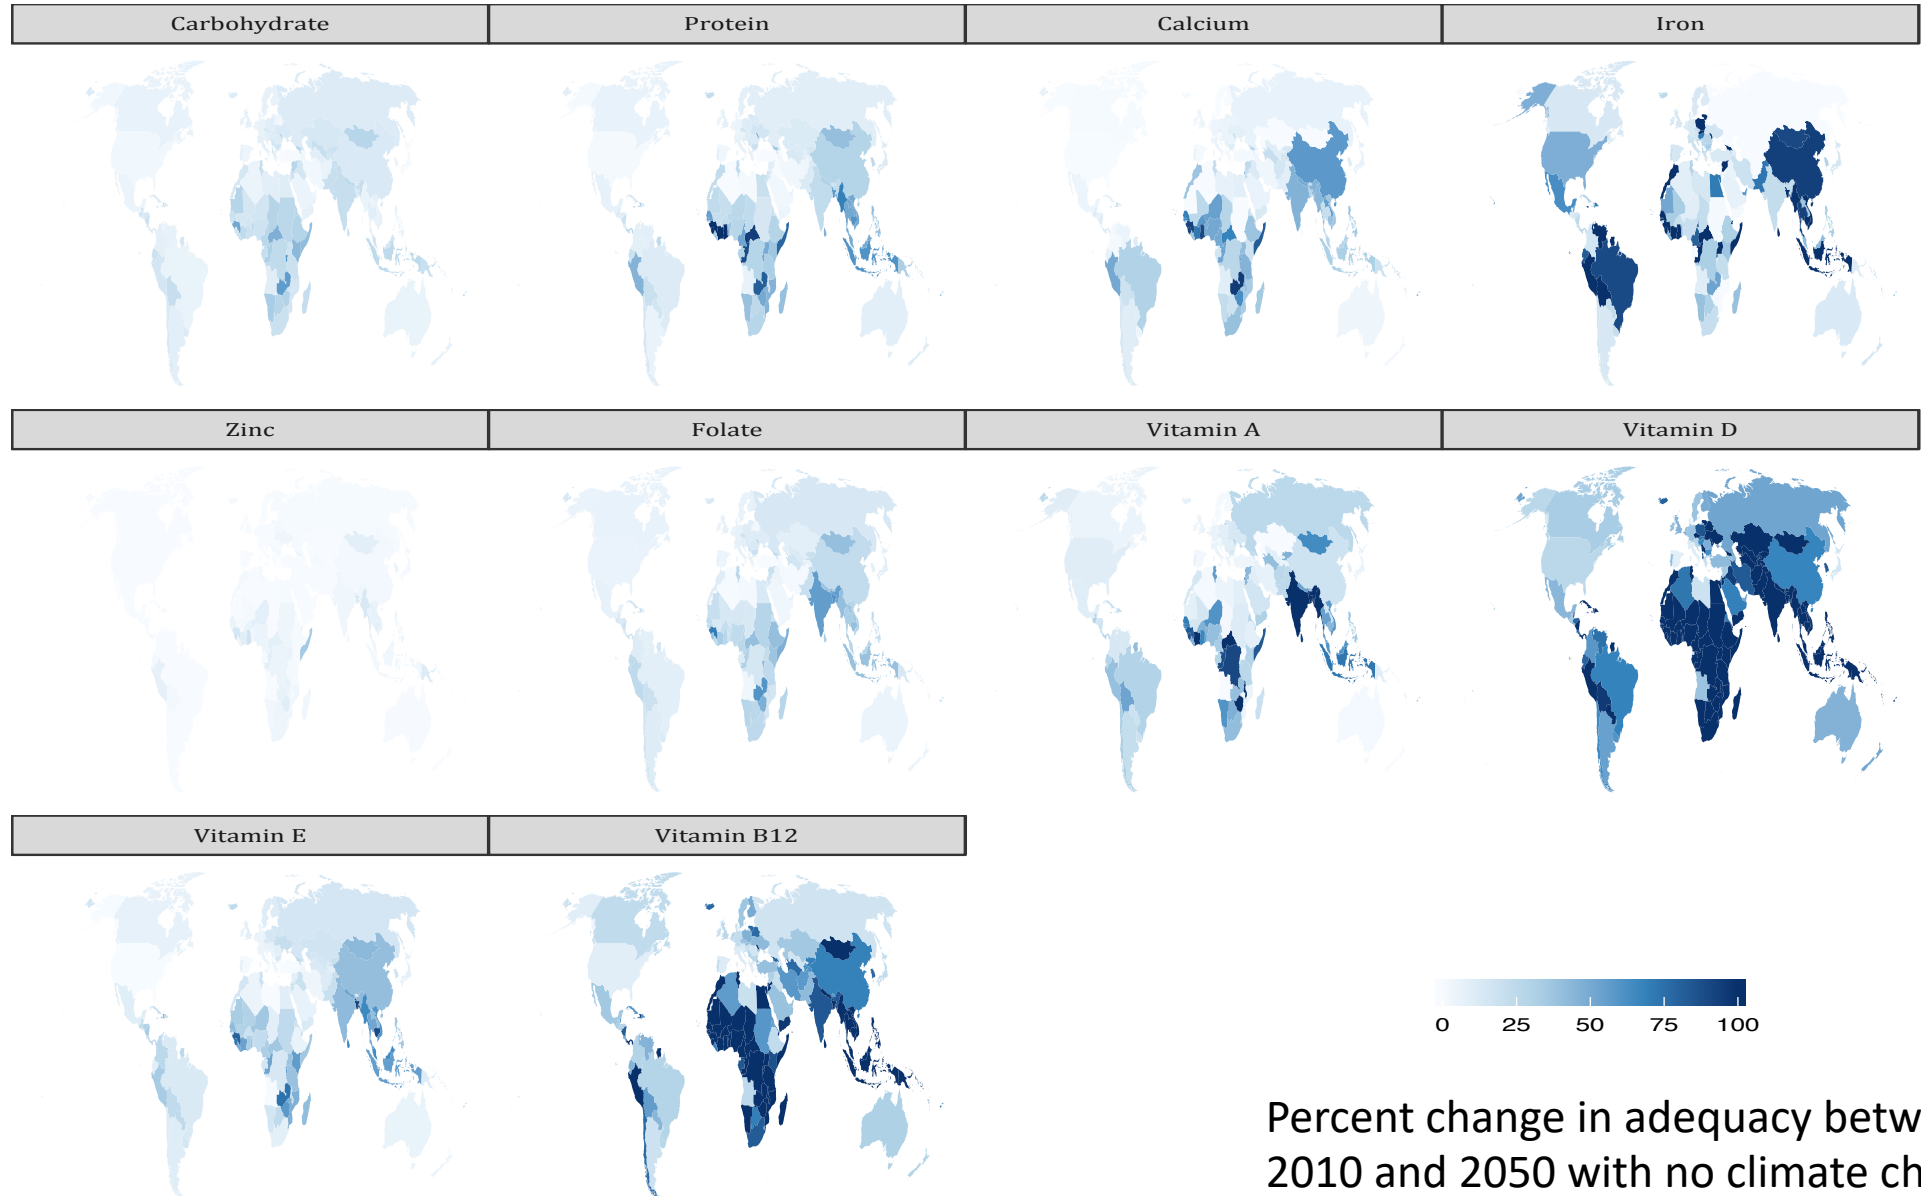 Carbohydrate Protein Calcium Iron
Zinc Folate Vitamin A Vitamin D
Vitamin E Vitamin B12
0 25 50 75 100
Percent change in adequacy betw
2010 and 2050 with no climate ch